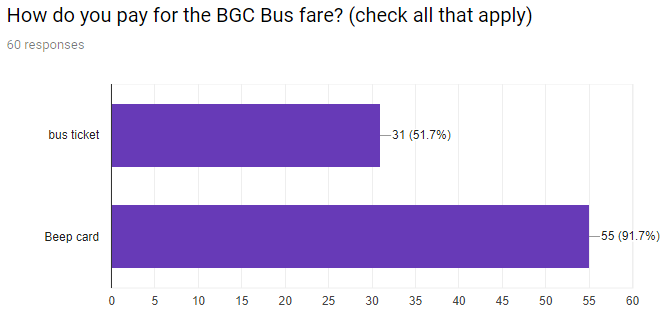 How do you pay for the BGC Bus fare? (check all that apply)
60 responses
bus ticket
31 (51.7%)
Beep card
55 (91.7%)
0 5 10 15 20 25 30 35 40 45 50 55 60